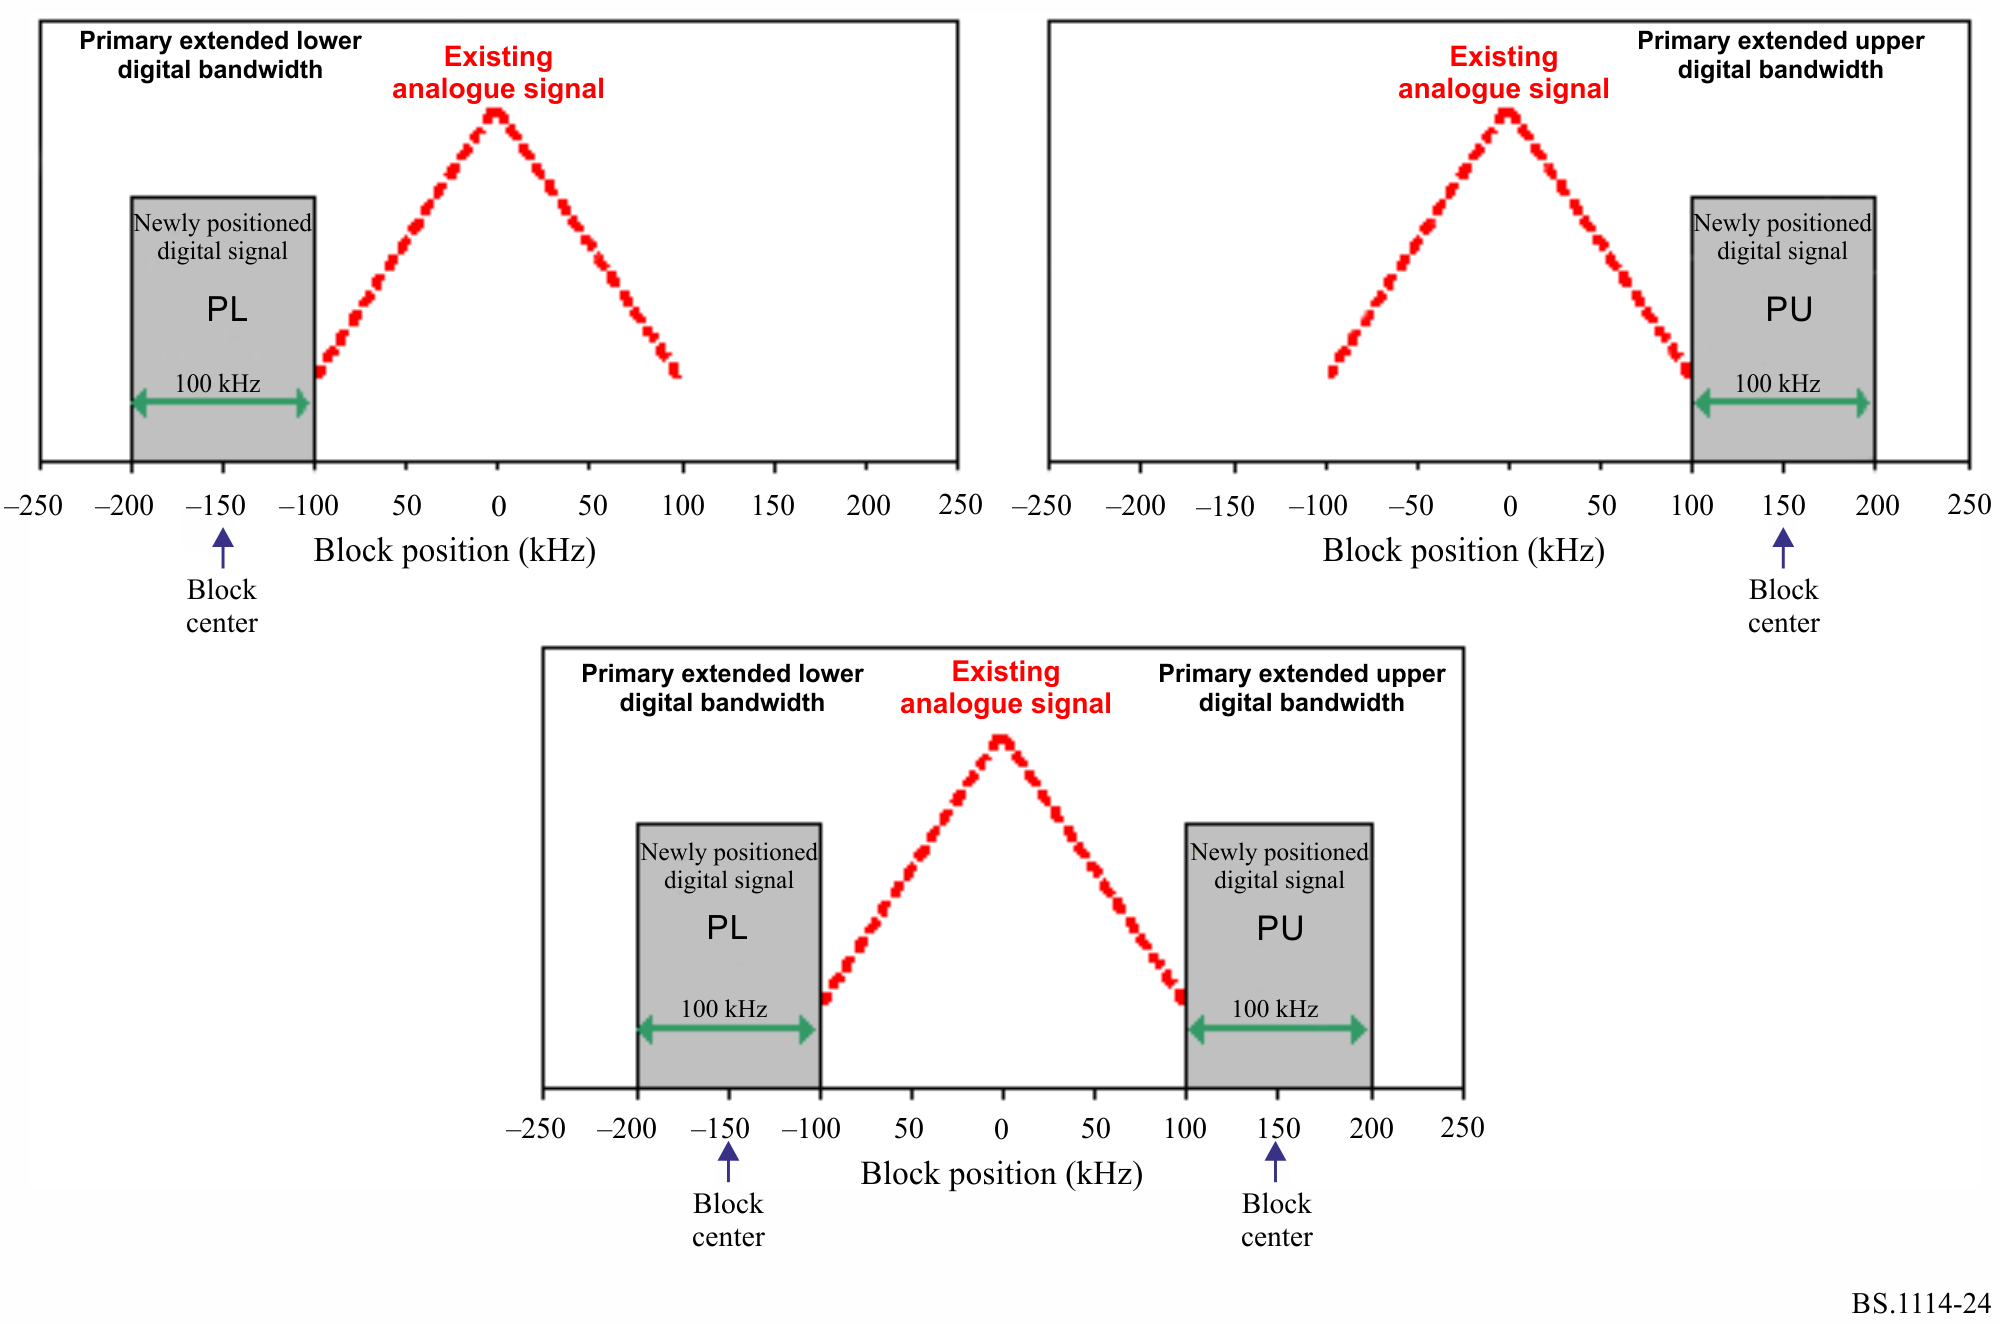 Primary extended lower
digital bandwidth
Existing
analogue signal
Newly positioned
digital signal
PL
100 kHz
–250 –200 –150 –100 50 0 50 100 150 200 250
Block position (kHz)
Block
center
Existing
analogue signal
Primary extended upper
digital bandwidth
Newly positioned
digital signal
PU
100 kHz
–250 –200 –150 –100 –50 0 50 100 150 200 250
Block position (kHz)
Block
center
Primary extended lower
digital bandwidth
Existing
analogue signal
Primary extended upper
digital bandwidth
Newly positioned
digital signal
PL
100 kHz
Newly positioned
digital signal
PU
100 kHz
–250 –200 –150 –100 50 0 50 100 150 200 250
Block position (kHz)
Block
center
Block
center
BS.1114-24